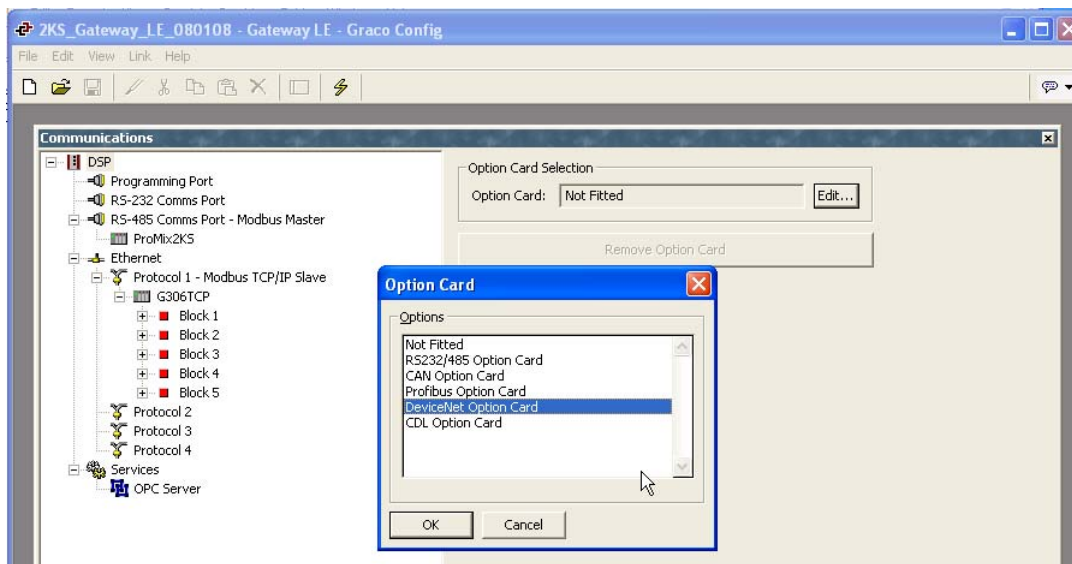 2KS_Gateway_LE_080108 - Gateway LE - Graco Config
File Edit View Link Help
Communications
DSP
Programming Port
RS-232 Comms Port
RS-485 Comms Port - Modbus Master
ProMix2KS
Ethernet
Protocol 1 - Modbus TCP/IP Slave
G306TCP
Block 1
Block 2
Block 3
Block 4
Block 5
Protocol 2
Protocol 3
Protocol 4
Services
OPC Server
Option Card Selection
Option Card: Not Fitted Edit...
Remove Option Card
Option Card
Options
Not Fitted
RS232/485 Option Card
CAN Option Card
Profibus Option Card
DeviceNet Option Card
CDL Option Card
OK Cancel